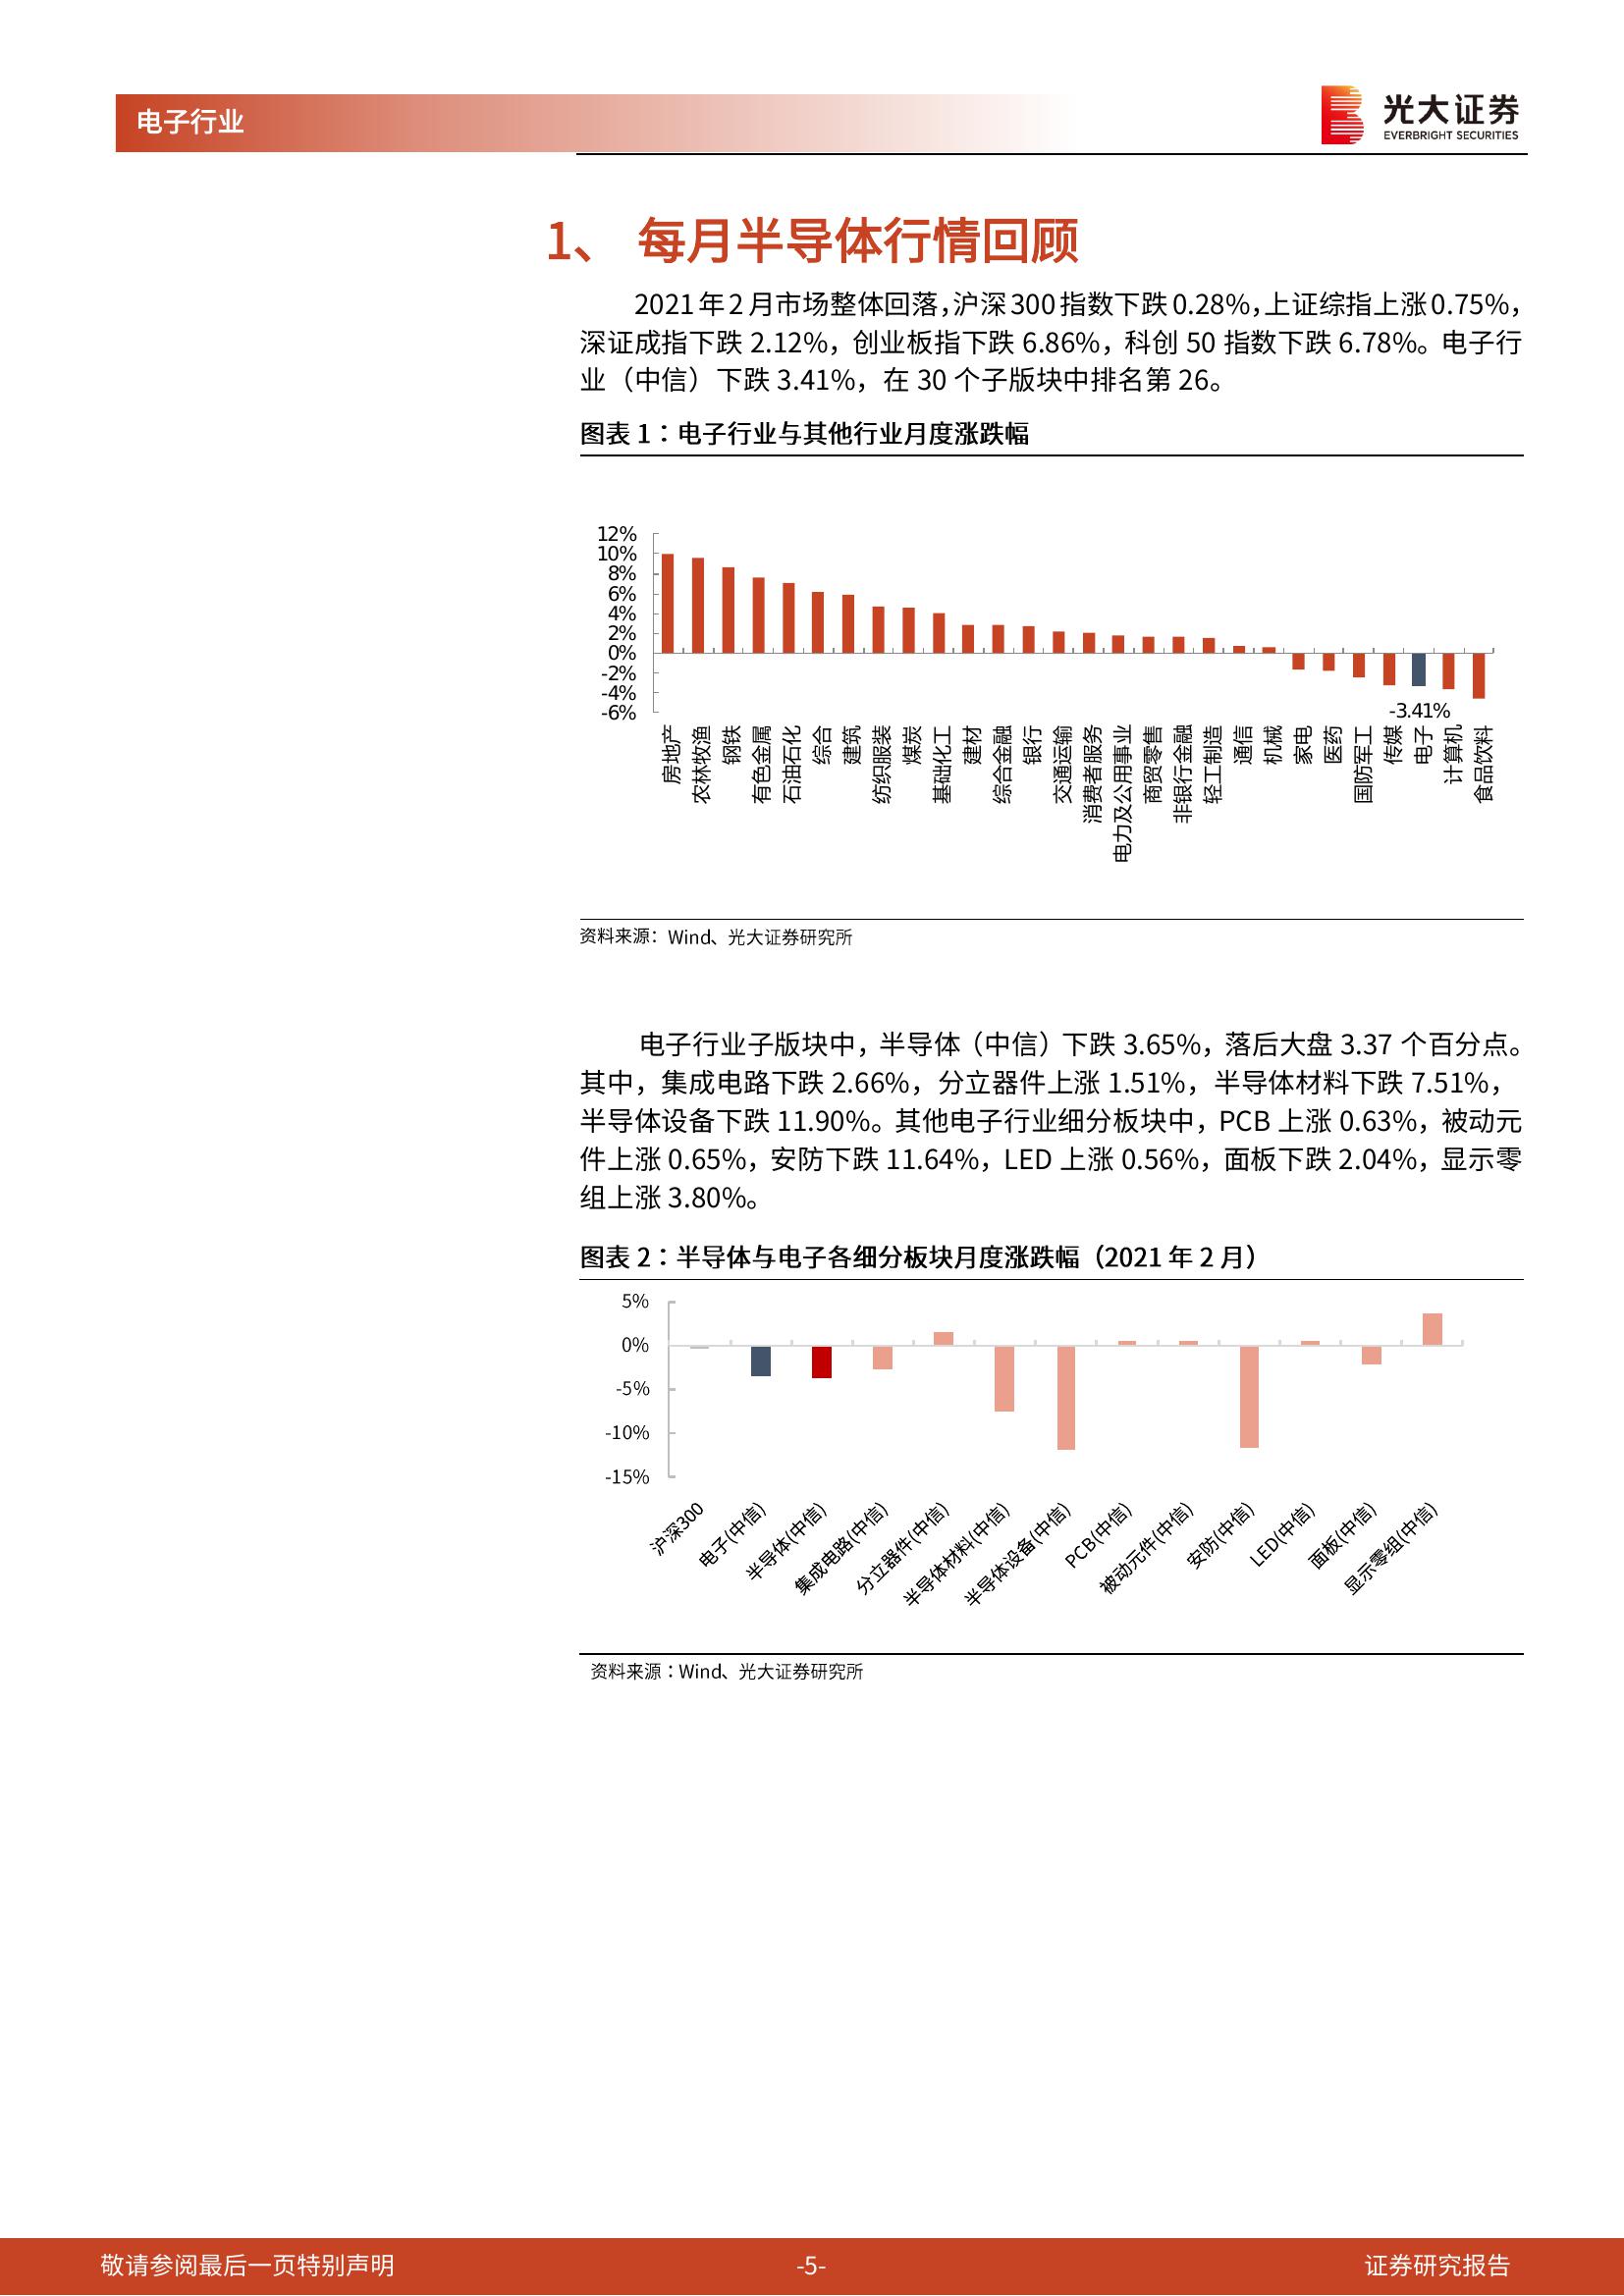 电子行业
光大证券
EVERBRIGHT SECURITIES
1、 每月半导体行情回顾
2021年2月市场整体回落，沪深300指数下跌0.28%，上证综指上涨0.75%，
深证成指下跌 2.12%，创业板指下跌 6.86%，科创 50 指数下跌 6.78%。电子行
业（中信）下跌 3.41%，在 30 个子版块中排名第 26。
图表 1：电子行业与其他行业月度涨跌幅
12%
10%
8%
6%
4%
2%
0%
-2%
-4%
-6%
-3.41%
房地产
农林牧渔
钢铁
有色金属
石油石化
综合
建筑
纺织服装
煤炭
基础化工
建材
综合金融
银行
交通运输
消费者服务
电力及公用事业
商贸零售
非银行金融
轻工制造
通信
机械
家电
医药
国防军工
传媒
电子
计算机
食品饮料
资料来源：Wind、光大证券研究所
电子行业子版块中，半导体（中信）下跌 3.65%，落后大盘 3.37 个百分点。
其中，集成电路下跌 2.66%，分立器件上涨 1.51%，半导体材料下跌 7.51%，
半导体设备下跌 11.90%。其他电子行业细分板块中，PCB 上涨 0.63%，被动元
件上涨 0.65%，安防下跌 11.64%，LED 上涨 0.56%，面板下跌 2.04%，显示零
组上涨 3.80%。
图表 2：半导体与电子各细分板块月度涨跌幅（2021 年 2 月）
5%
0%
-5%
-10%
-15%
沪深300
电子(中信)
半导体(中信)
集成电路(中信)
分立器件(中信)
半导体材料(中信)
半导体设备(中信)
PCB(中信)
被动元件(中信)
安防(中信)
LED(中信)
面板(中信)
显示零组(中信)
资料来源：Wind、光大证券研究所
敬请参阅最后一页特别声明
-5-
证券研究报告